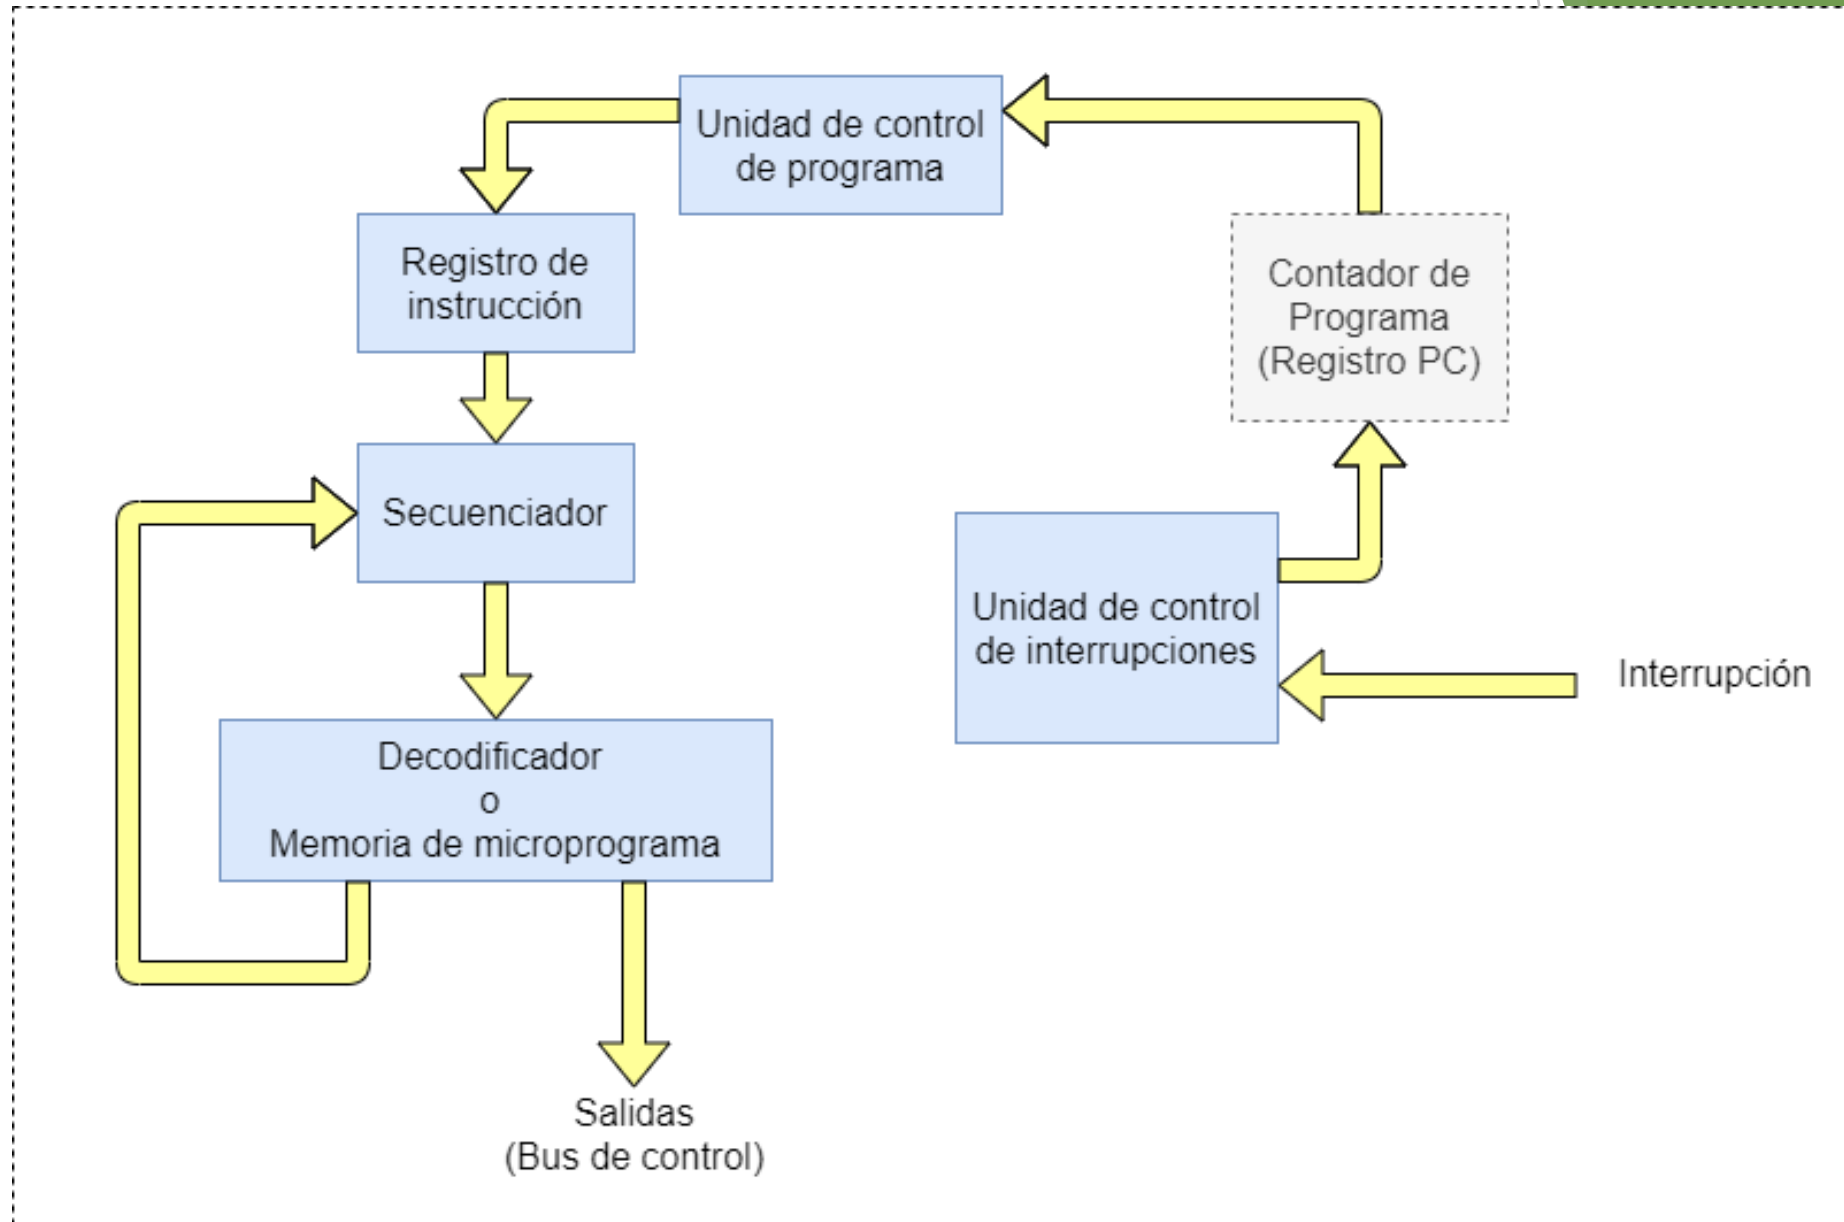 Unidad de control
de programa
Registro de
instrucción
Contador de
Programa
(Registro PC)
Secuenciador
Unidad de control
de interrupciones
Interrupción
Decodificador
o
Memoria de microprograma
Salidas
(Bus de control)